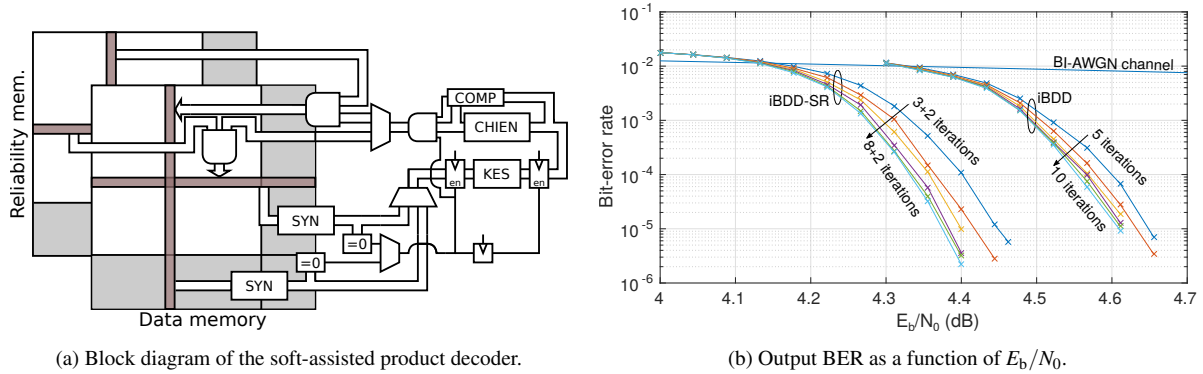 Reliability mem.
COMP
CHIEN
en
KES
en
SYN
=0
=0
SYN
Data memory
(a) Block diagram of the soft-assisted product decoder.
10⁻¹
10⁻²
10⁻³
10⁻⁴
10⁻⁵
10⁻⁶
Bit-error rate
BI-AWGN channel
iBDD-SR
iBDD
3+2 iterations
8+2 iterations
5 iterations
10 iterations
4 4.1 4.2 4.3 4.4 4.5 4.6 4.7
E_b/N_0 (dB)
(b) Output BER as a function of E_b/N_0.